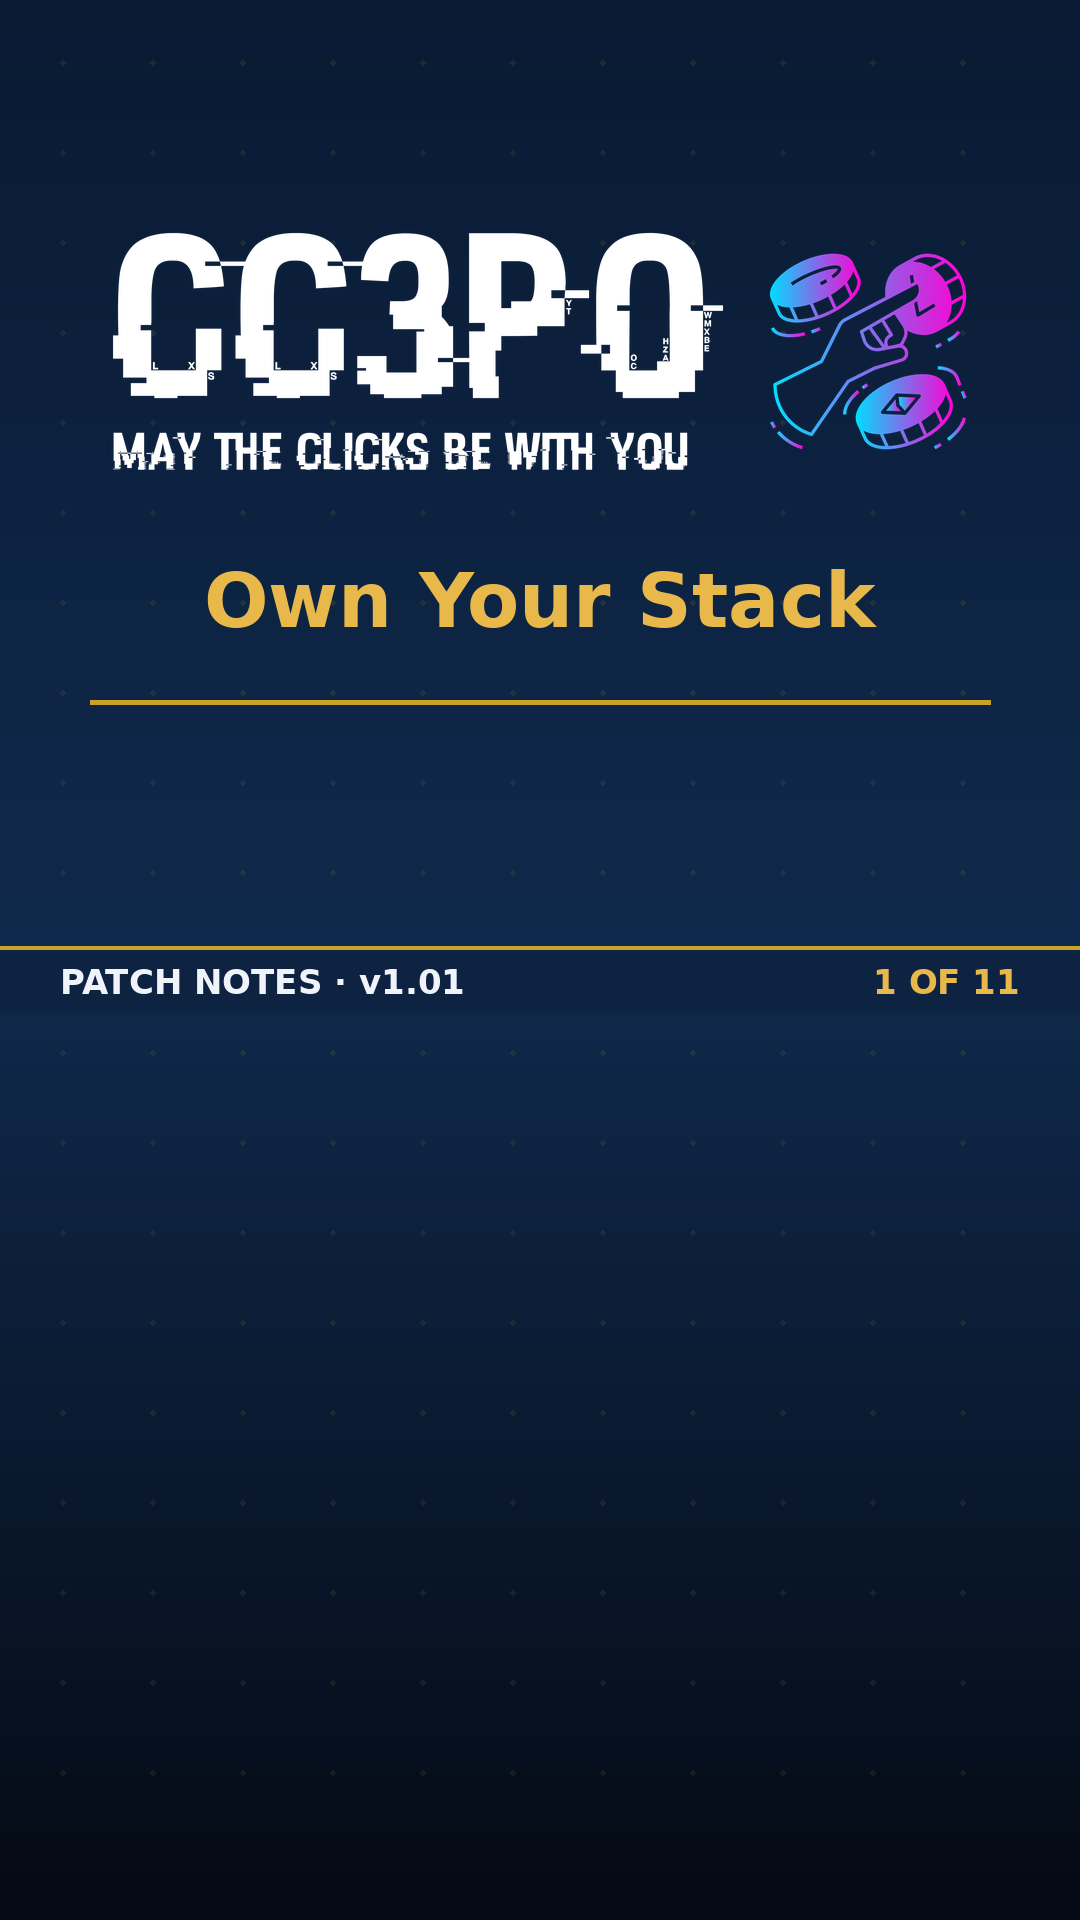 CC3PO
MAY THE CLICKS BE WITH YOU
Own Your Stack
PATCH NOTES · v1.01
1 OF 11